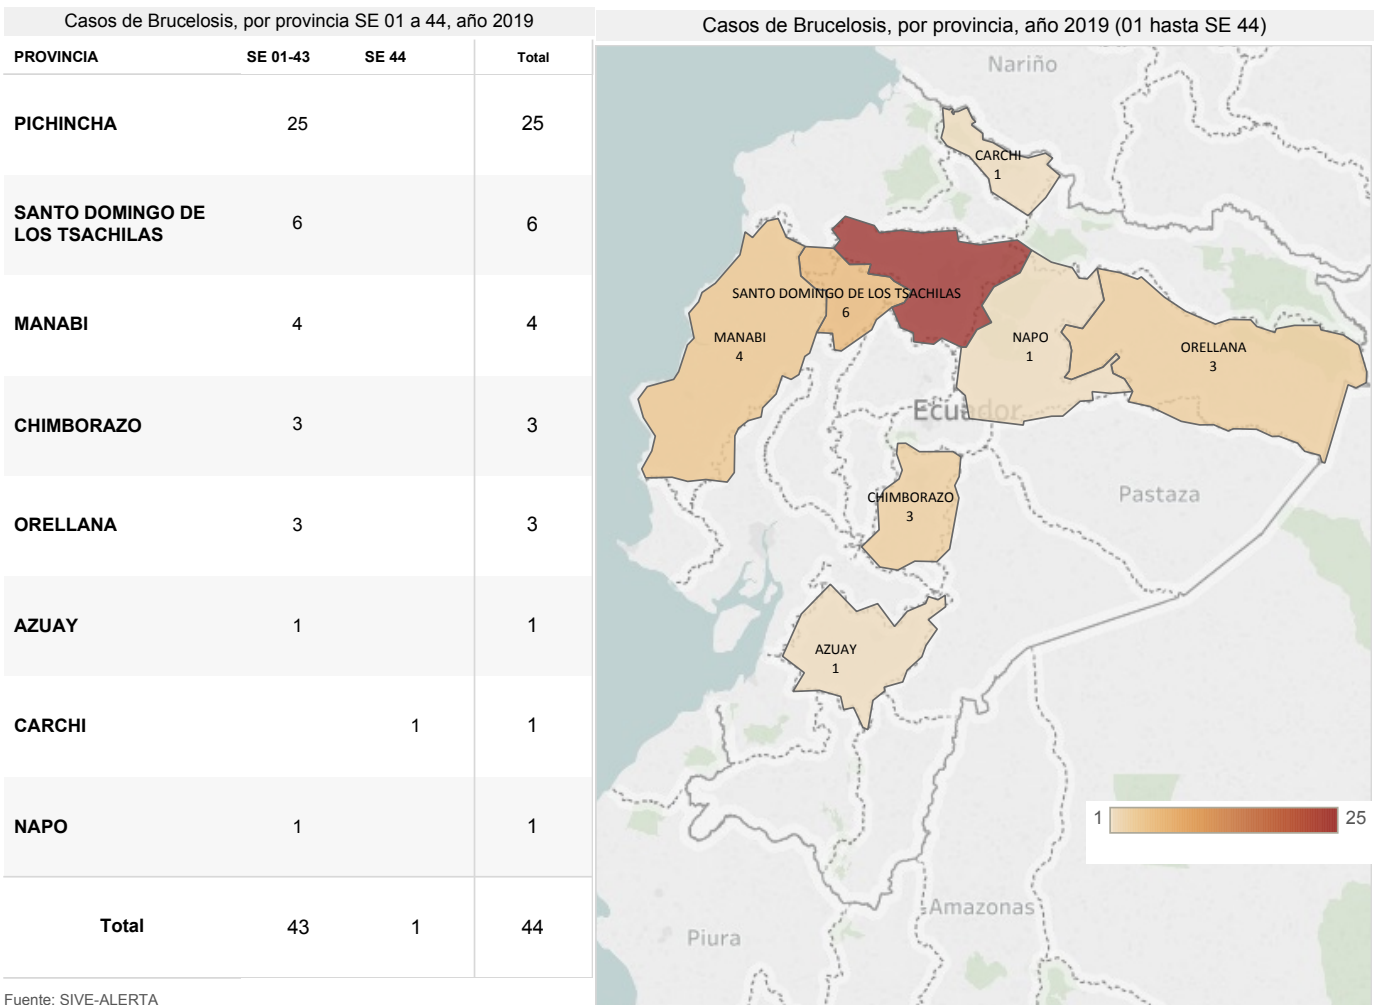 Casos de Brucelosis, por provincia SE 01 a 44, año 2019
PROVINCIA SE 01-43 SE 44 Total
PICHINCHA 25 25
SANTO DOMINGO DE
LOS TSACHILAS 6 6
MANABI 4 4
CHIMBORAZO 3 3
ORELLANA 3 3
AZUAY 1 1
CARCHI 1 1
NAPO 1 1
Total 43 1 44
Fuente: SIVE-ALERTA
Casos de Brucelosis, por provincia, año 2019 (01 hasta SE 44)
Nariño
CARCHI
1
SANTO DOMINGO DE LOS TSACHILAS
6
MANABI
4
NAPO
1
ORELLANA
3
Ecuador
CHIMBORAZO
3
Pastaza
AZUAY
1
1 25
Amazonas
Piura